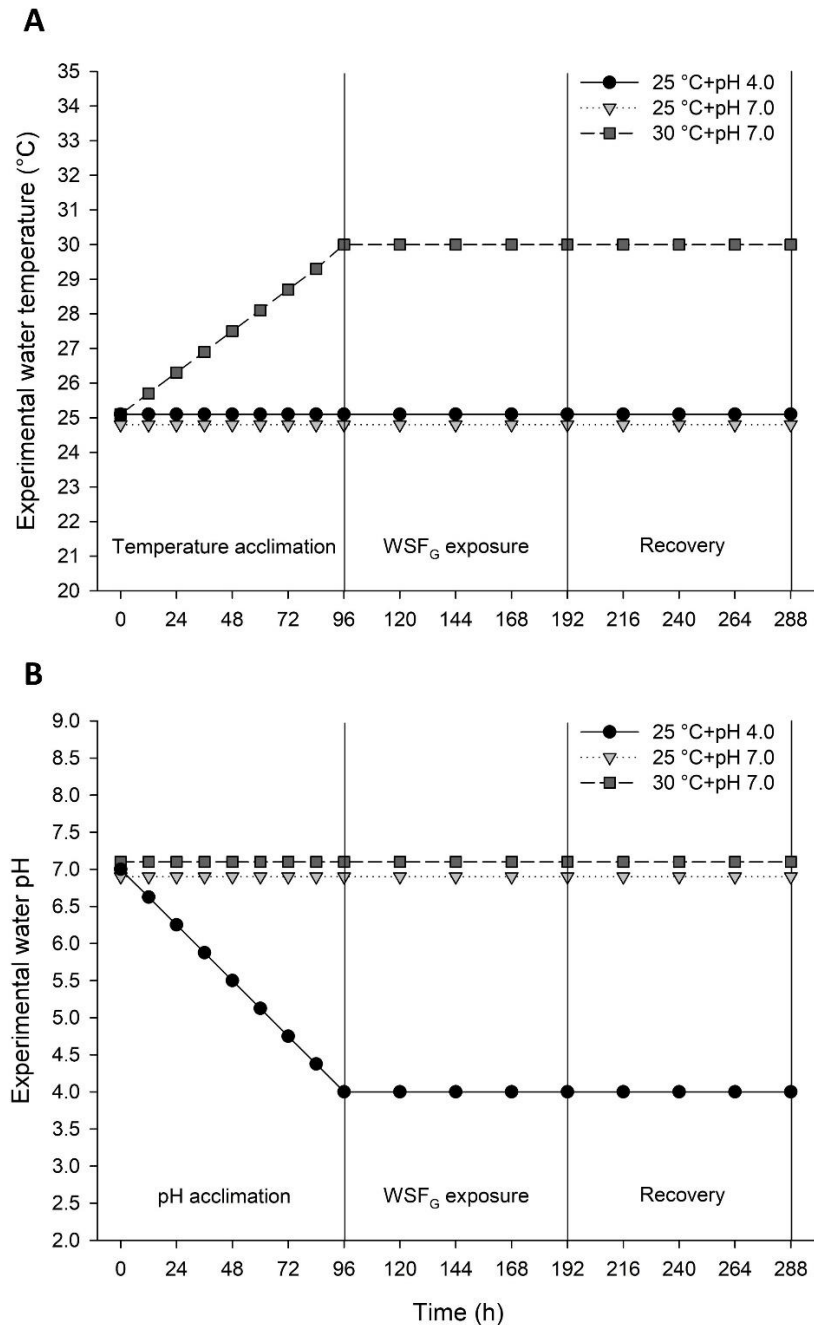 A
Experimental water temperature (°C)
35
34
33
32
31
30
29
28
27
26
25
24
23
22
21
20
25 °C+pH 4.0
25 °C+pH 7.0
30 °C+pH 7.0
Temperature acclimation
WSFG exposure
Recovery
0 24 48 72 96 120 144 168 192 216 240 264 288
B
Experimental water pH
9.0
8.5
8.0
7.5
7.0
6.5
6.0
5.5
5.0
4.5
4.0
3.5
3.0
2.5
2.0
25 °C+pH 4.0
25 °C+pH 7.0
30 °C+pH 7.0
pH acclimation
WSFG exposure
Recovery
0 24 48 72 96 120 144 168 192 216 240 264 288
Time (h)